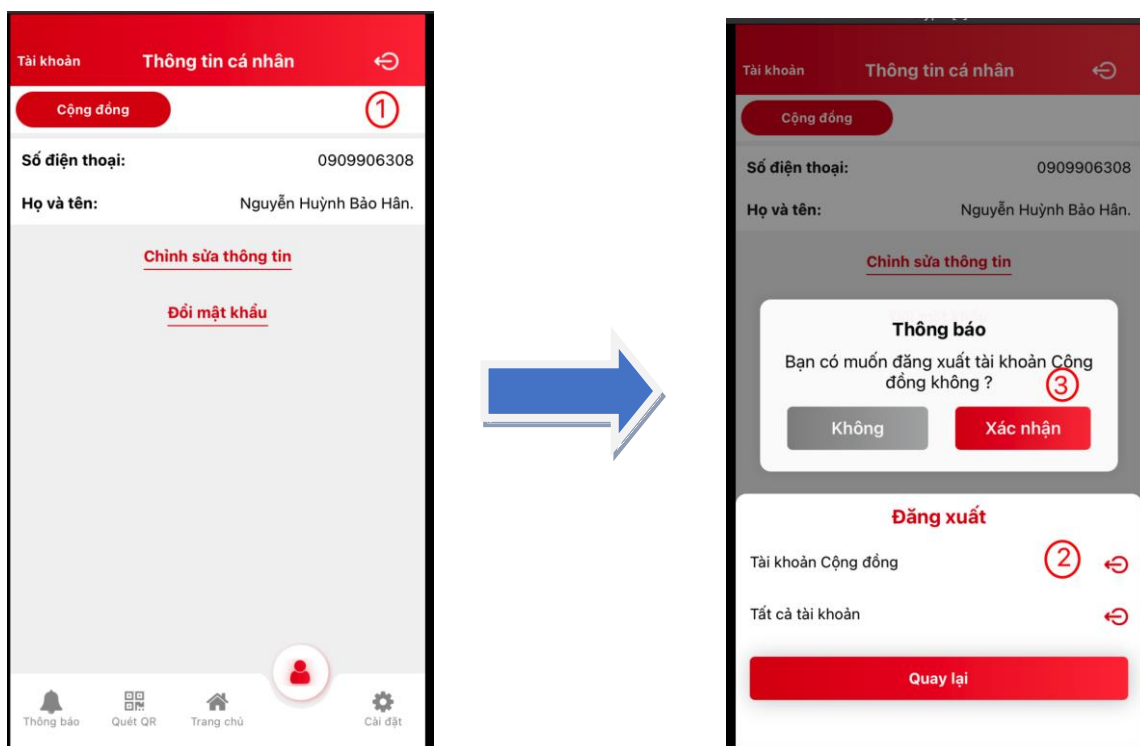 Tài khoản Thông tin cá nhân
Cộng đồng
1
Số điện thoại: 0909906308
Họ và tên: Nguyễn Huỳnh Bảo Hân.
Chỉnh sửa thông tin
Đổi mật khẩu
Thông báo Quét QR Trang chủ Cài đặt
Tài khoản Thông tin cá nhân
Cộng đồng
Số điện thoại: 0909906308
Họ và tên: Nguyễn Huỳnh Bảo Hân.
Chỉnh sửa thông tin
Thông báo
Bạn có muốn đăng xuất tài khoản Cộng
đồng không ?
3
Không Xác nhận
Đăng xuất
Tài khoản Cộng đồng 2
Tất cả tài khoản
Quay lại